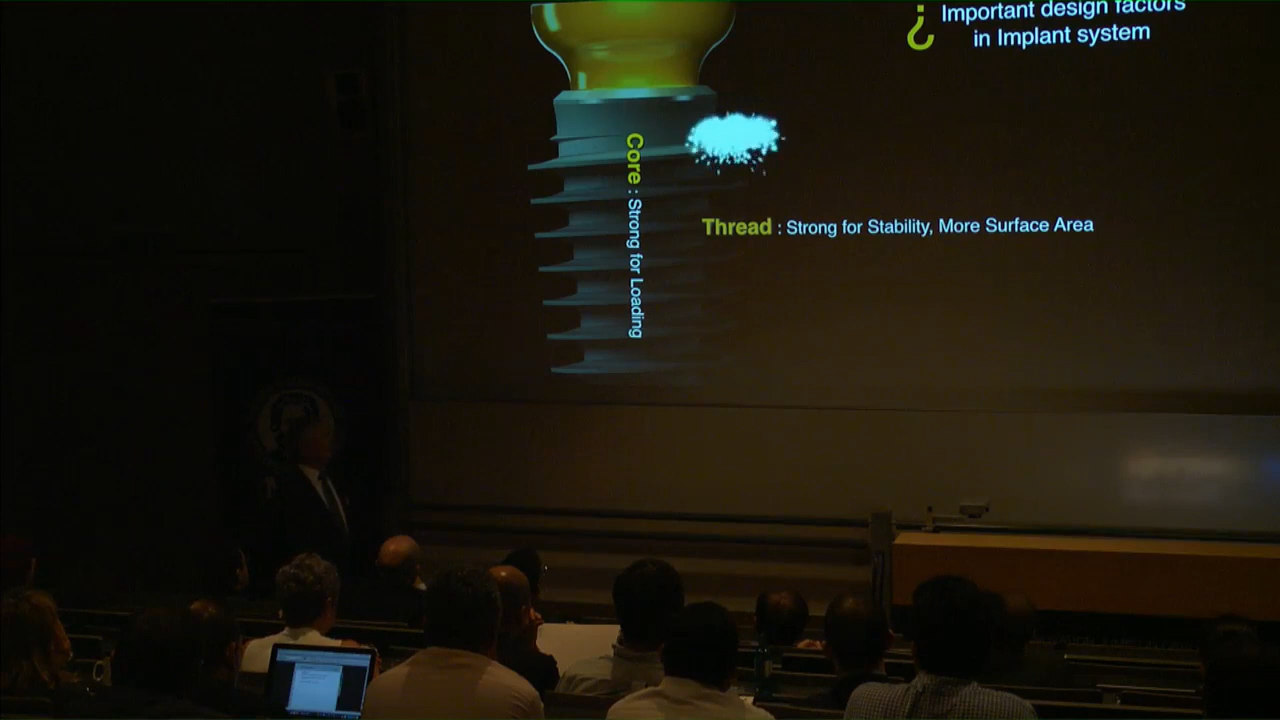 ¿ Important design factors
in Implant system
Core : Strong for Loading
Thread : Strong for Stability, More Surface Area